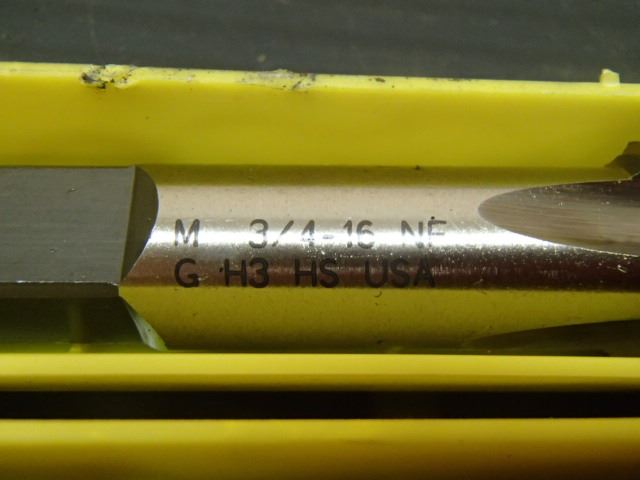 M 3/4-16 NF
G H3 HS USA